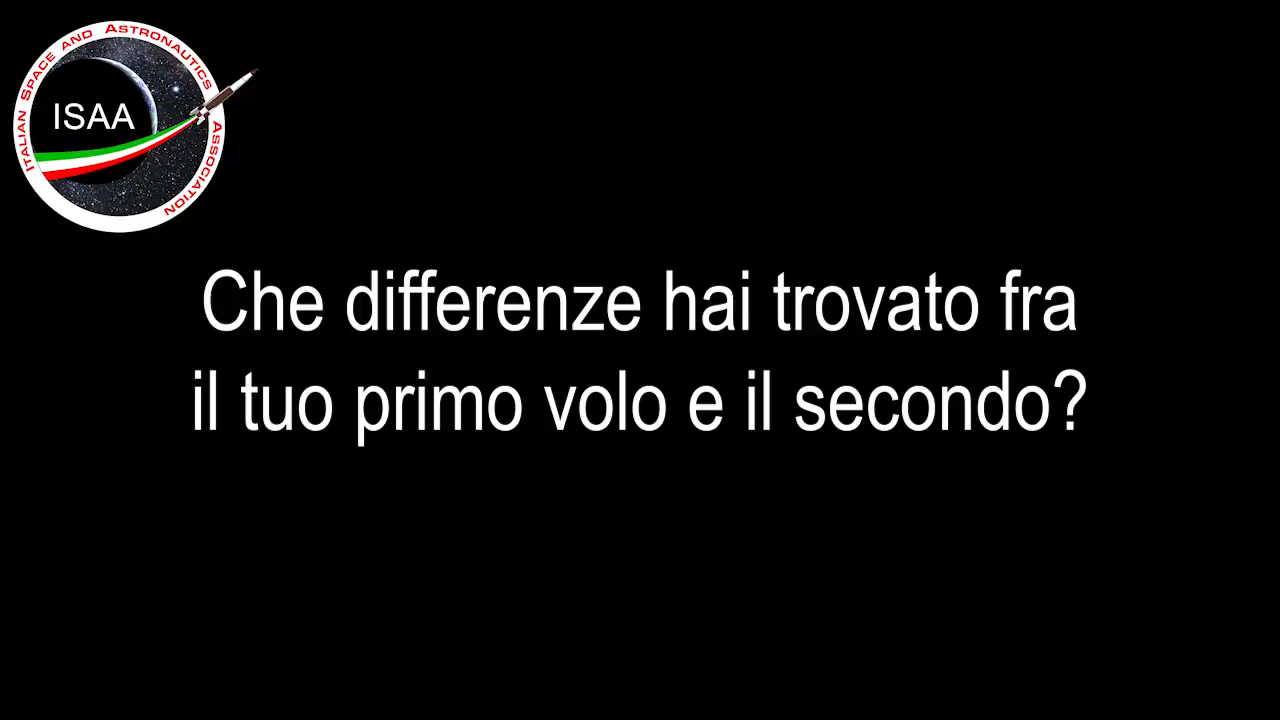 ITALIAN SPACE AND ASTRONAUTICS ASSOCIATION
ISAA
Che differenze hai trovato fra
il tuo primo volo e il secondo?